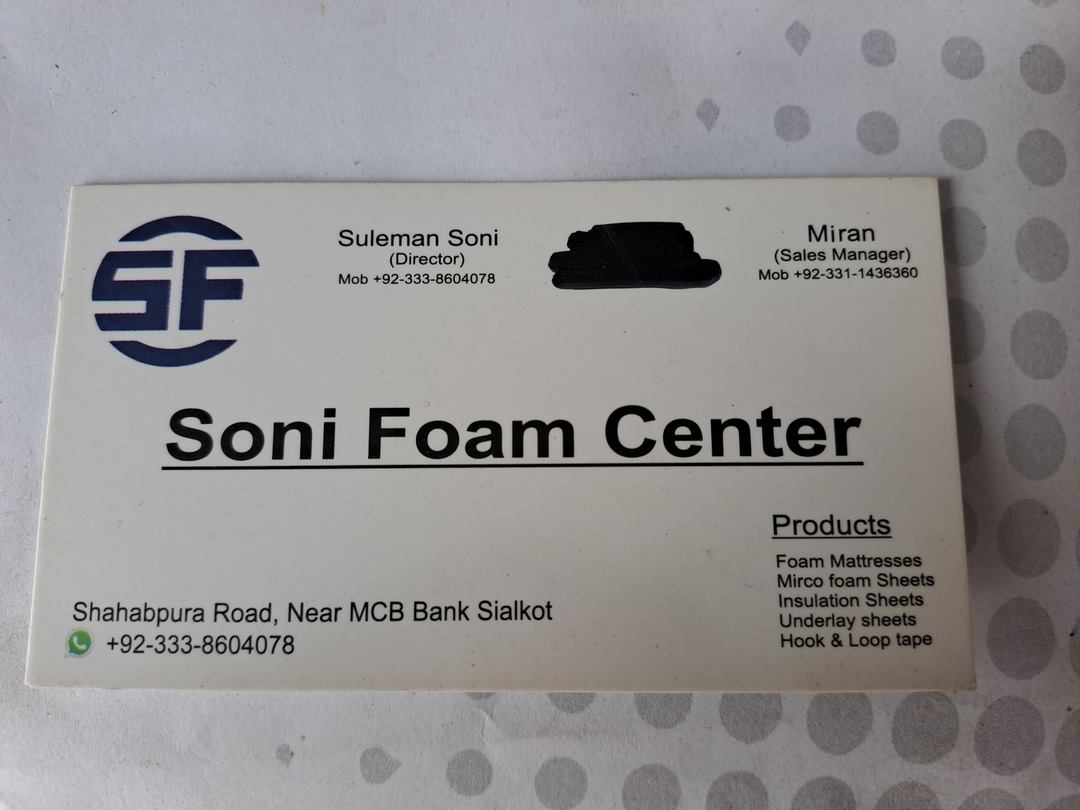 SF
Suleman Soni
(Director)
Mob +92-333-8604078
Miran
(Sales Manager)
Mob +92-331-1436360
Soni Foam Center
Products
Foam Mattresses
Mirco foam Sheets
Insulation Sheets
Underlay sheets
Hook & Loop tape
Shahabpura Road, Near MCB Bank Sialkot
+92-333-8604078